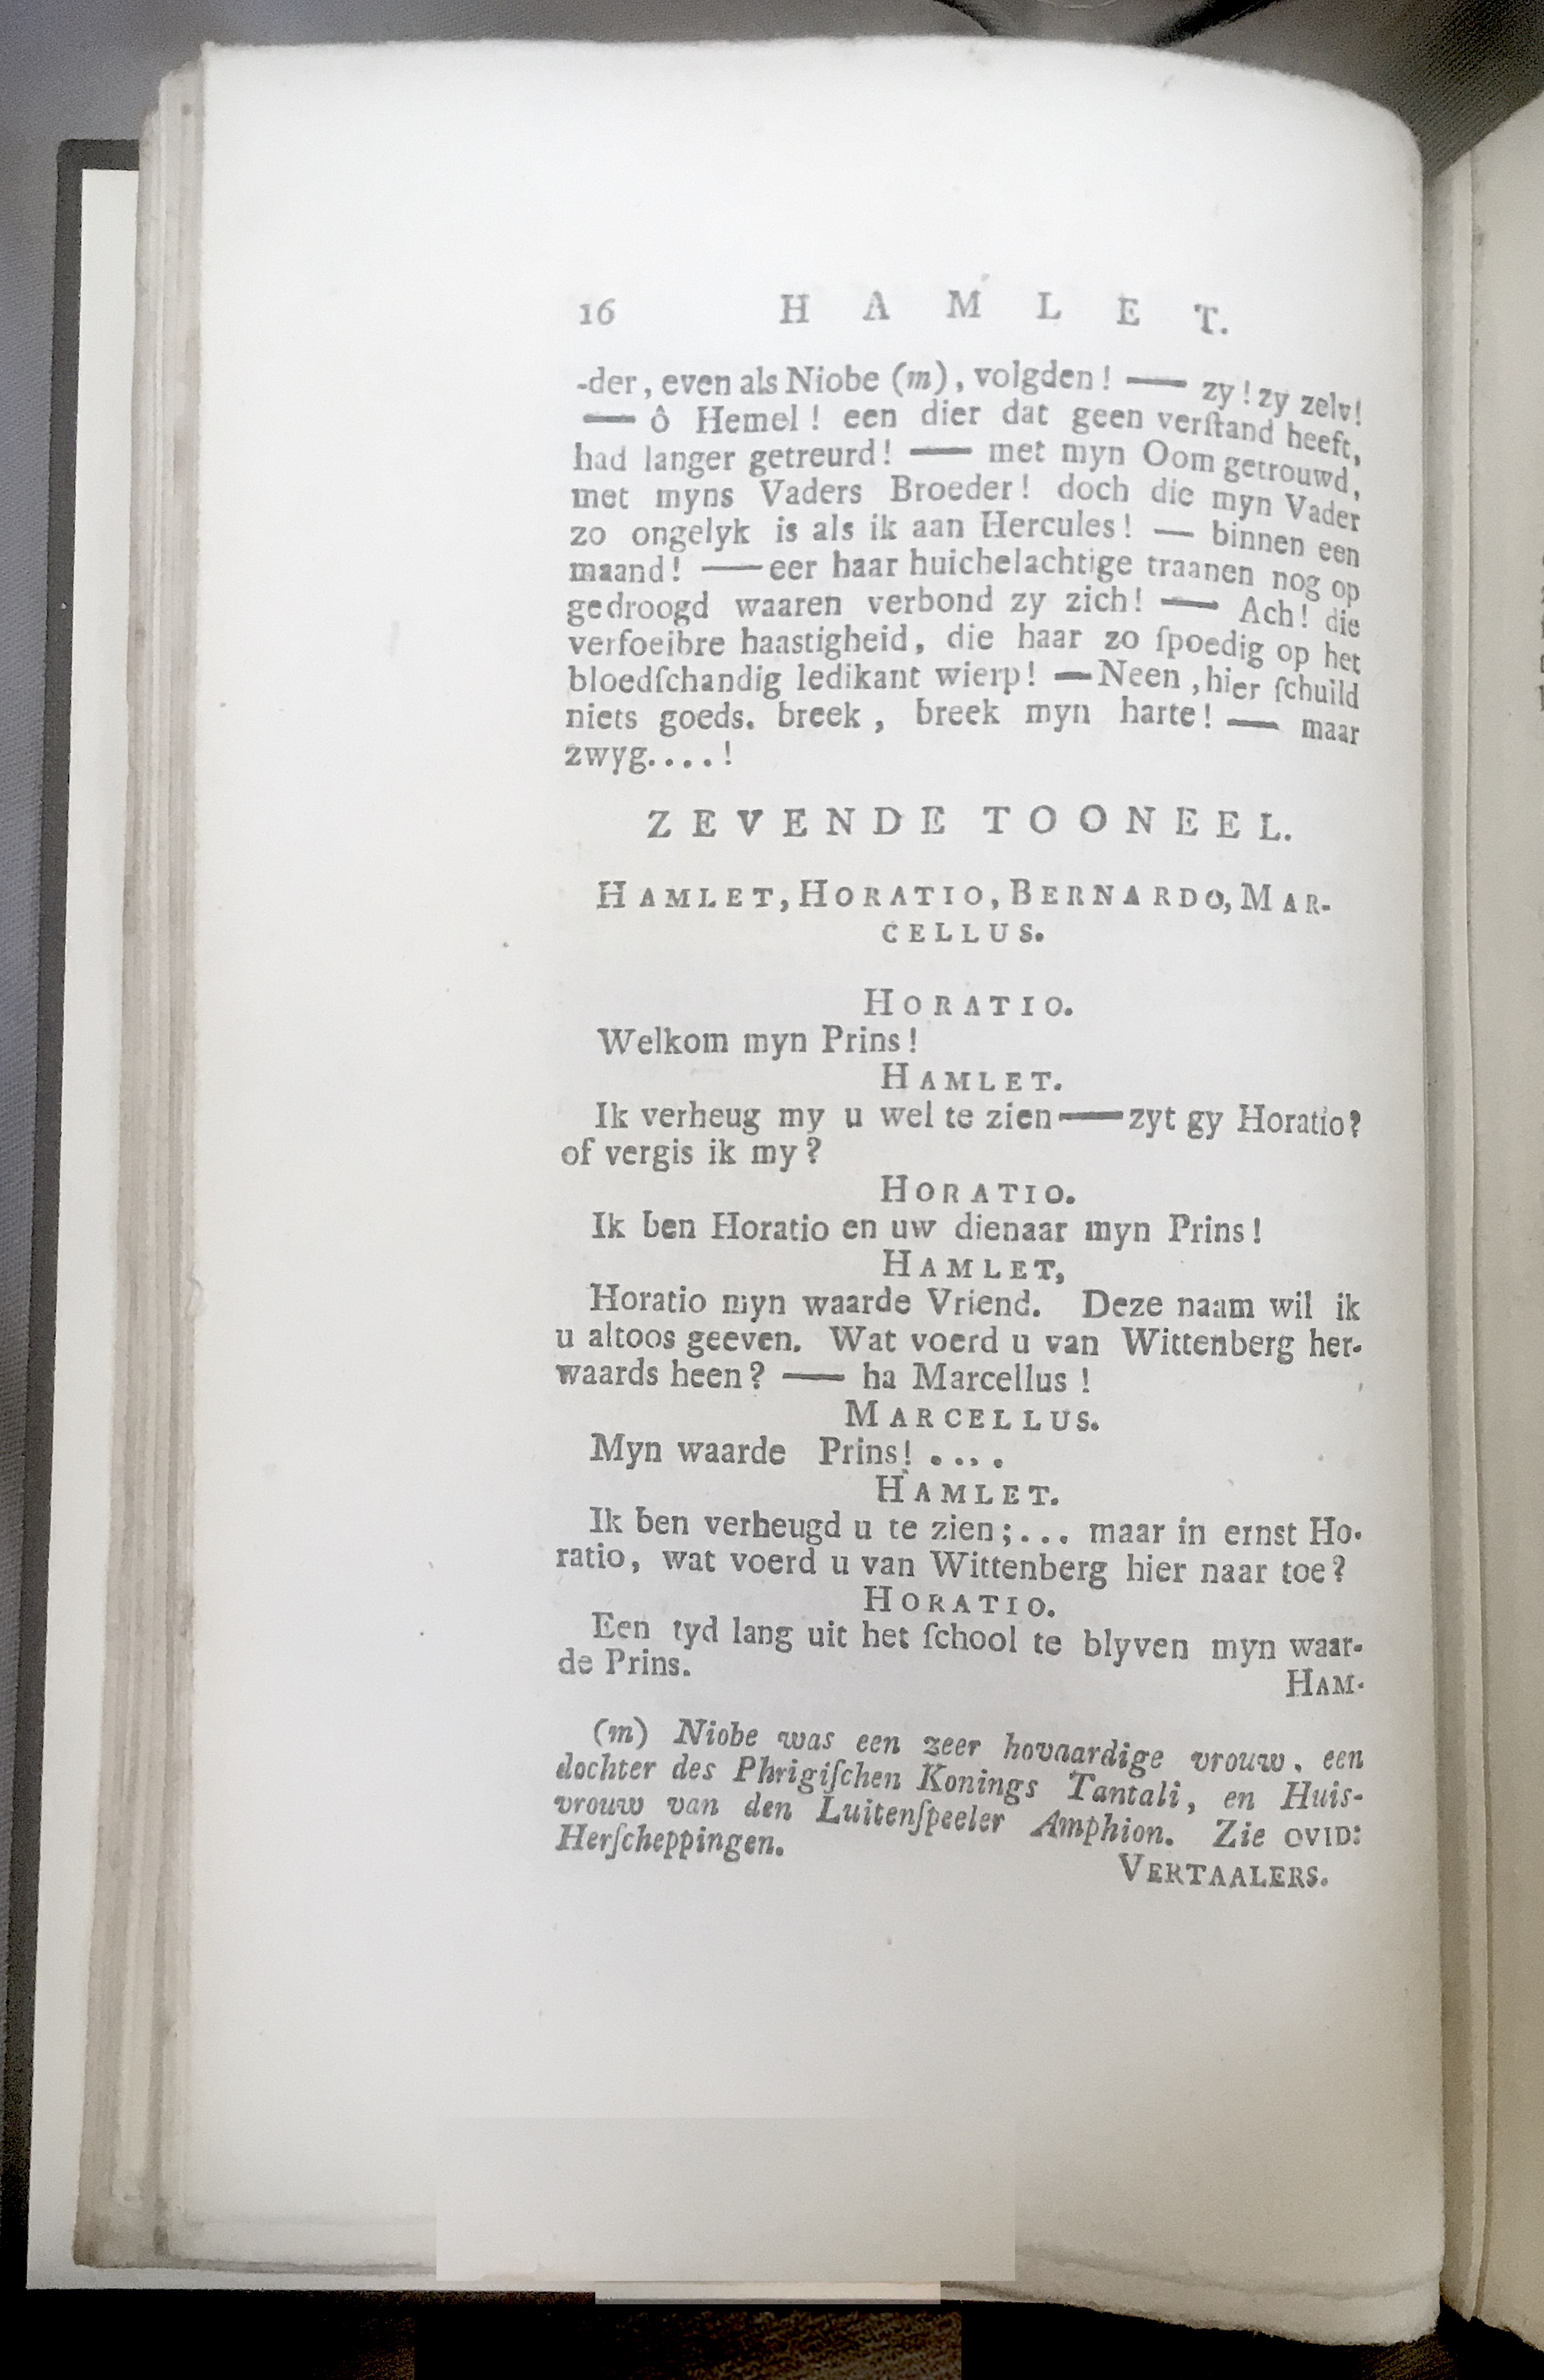 16 H A M L E T.
-der, even als Niobe (m), volgden! — zy! zy zelv!
— ô Hemel! een dier dat geen verſtand heeft,
had langer getreurd! — met myn Oom getrouwd,
met myns Vaders Broeder! doch die myn Vader
zo ongelyk is als ik aan Hercules! — binnen een
maand! — eer haar huichelachtige traanen nog op
gedroogd waaren verbond zy zich! — Ach! die
verfoeibre haastigheid, die haar zo ſpoedig op het
bloedſchandig ledikant wierp! — Neen, hier ſchuild
niets goeds. breek, breek myn harte! — maar
zwyg....!
ZEVENDE TOONEEL.
HAMLET, HORATIO, BERNARDO, MAR-
CELLUS.
HORATIO.
Welkom myn Prins!
HAMLET.
Ik verheug my u wel te zien — zyt gy Horatio?
of vergis ik my?
HORATIO.
Ik ben Horatio en uw dienaar myn Prins!
HAMLET,
Horatio myn waarde Vriend. Deze naam wil ik
u altoos geeven. Wat voerd u van Wittenberg her-
waards heen? — ha Marcellus!
MARCELLUS.
Myn waarde Prins! ....
HAMLET.
Ik ben verheugd u te zien;... maar in ernst Ho-
ratio, wat voerd u van Wittenberg hier naar toe?
HORATIO.
Een tyd lang uit het ſchool te blyven myn waar-
de Prins.
HAM-
(m) Niobe was een zeer hovaardige vrouw, een
dochter des Phrigiſchen Konings Tantali, en Huis-
vrouw van den Luitenſpeeler Amphion. Zie OVID:
Herſcheppingen.
VERTAALERS.